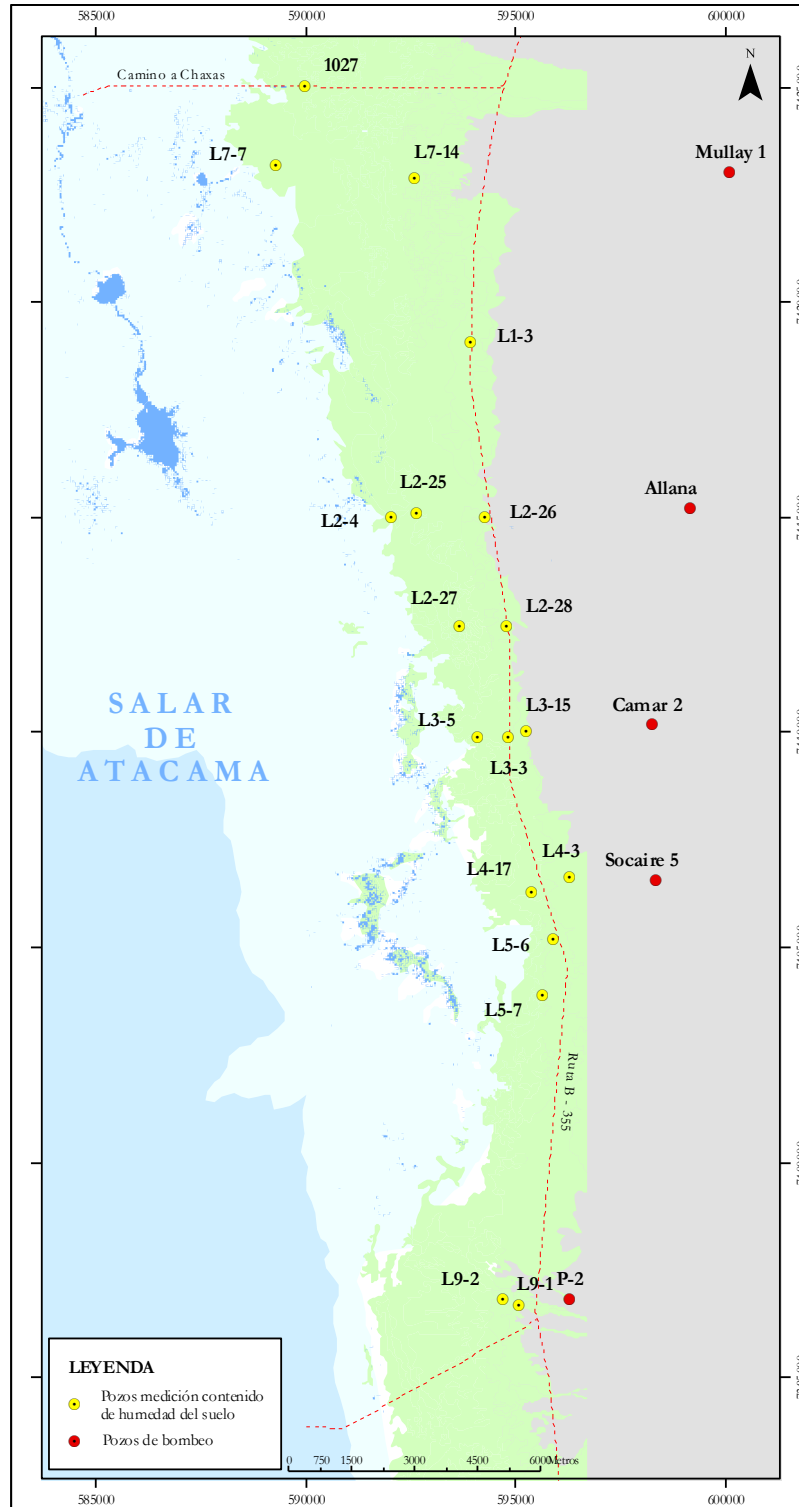 585000 590000 595000 600000
N
1027
Camino a Chaxas
L7-7
L7-14
Mullay 1
L1-3
L2-25
Allana
L2-4
L2-26
L2-27
L2-28
SALAR
DE
ATACAMA
L3-15
Camar 2
L3-5
L3-3
L4-3
Socaire 5
L4-17
L5-6
L5-7
Ruta B - 355
L9-2
L9-1
P-2
LEYENDA
Pozos medición contenido
de humedad del suelo
Pozos de bombeo
0 750 1500 3000 4500 6000 Metros
585000 590000 595000 600000